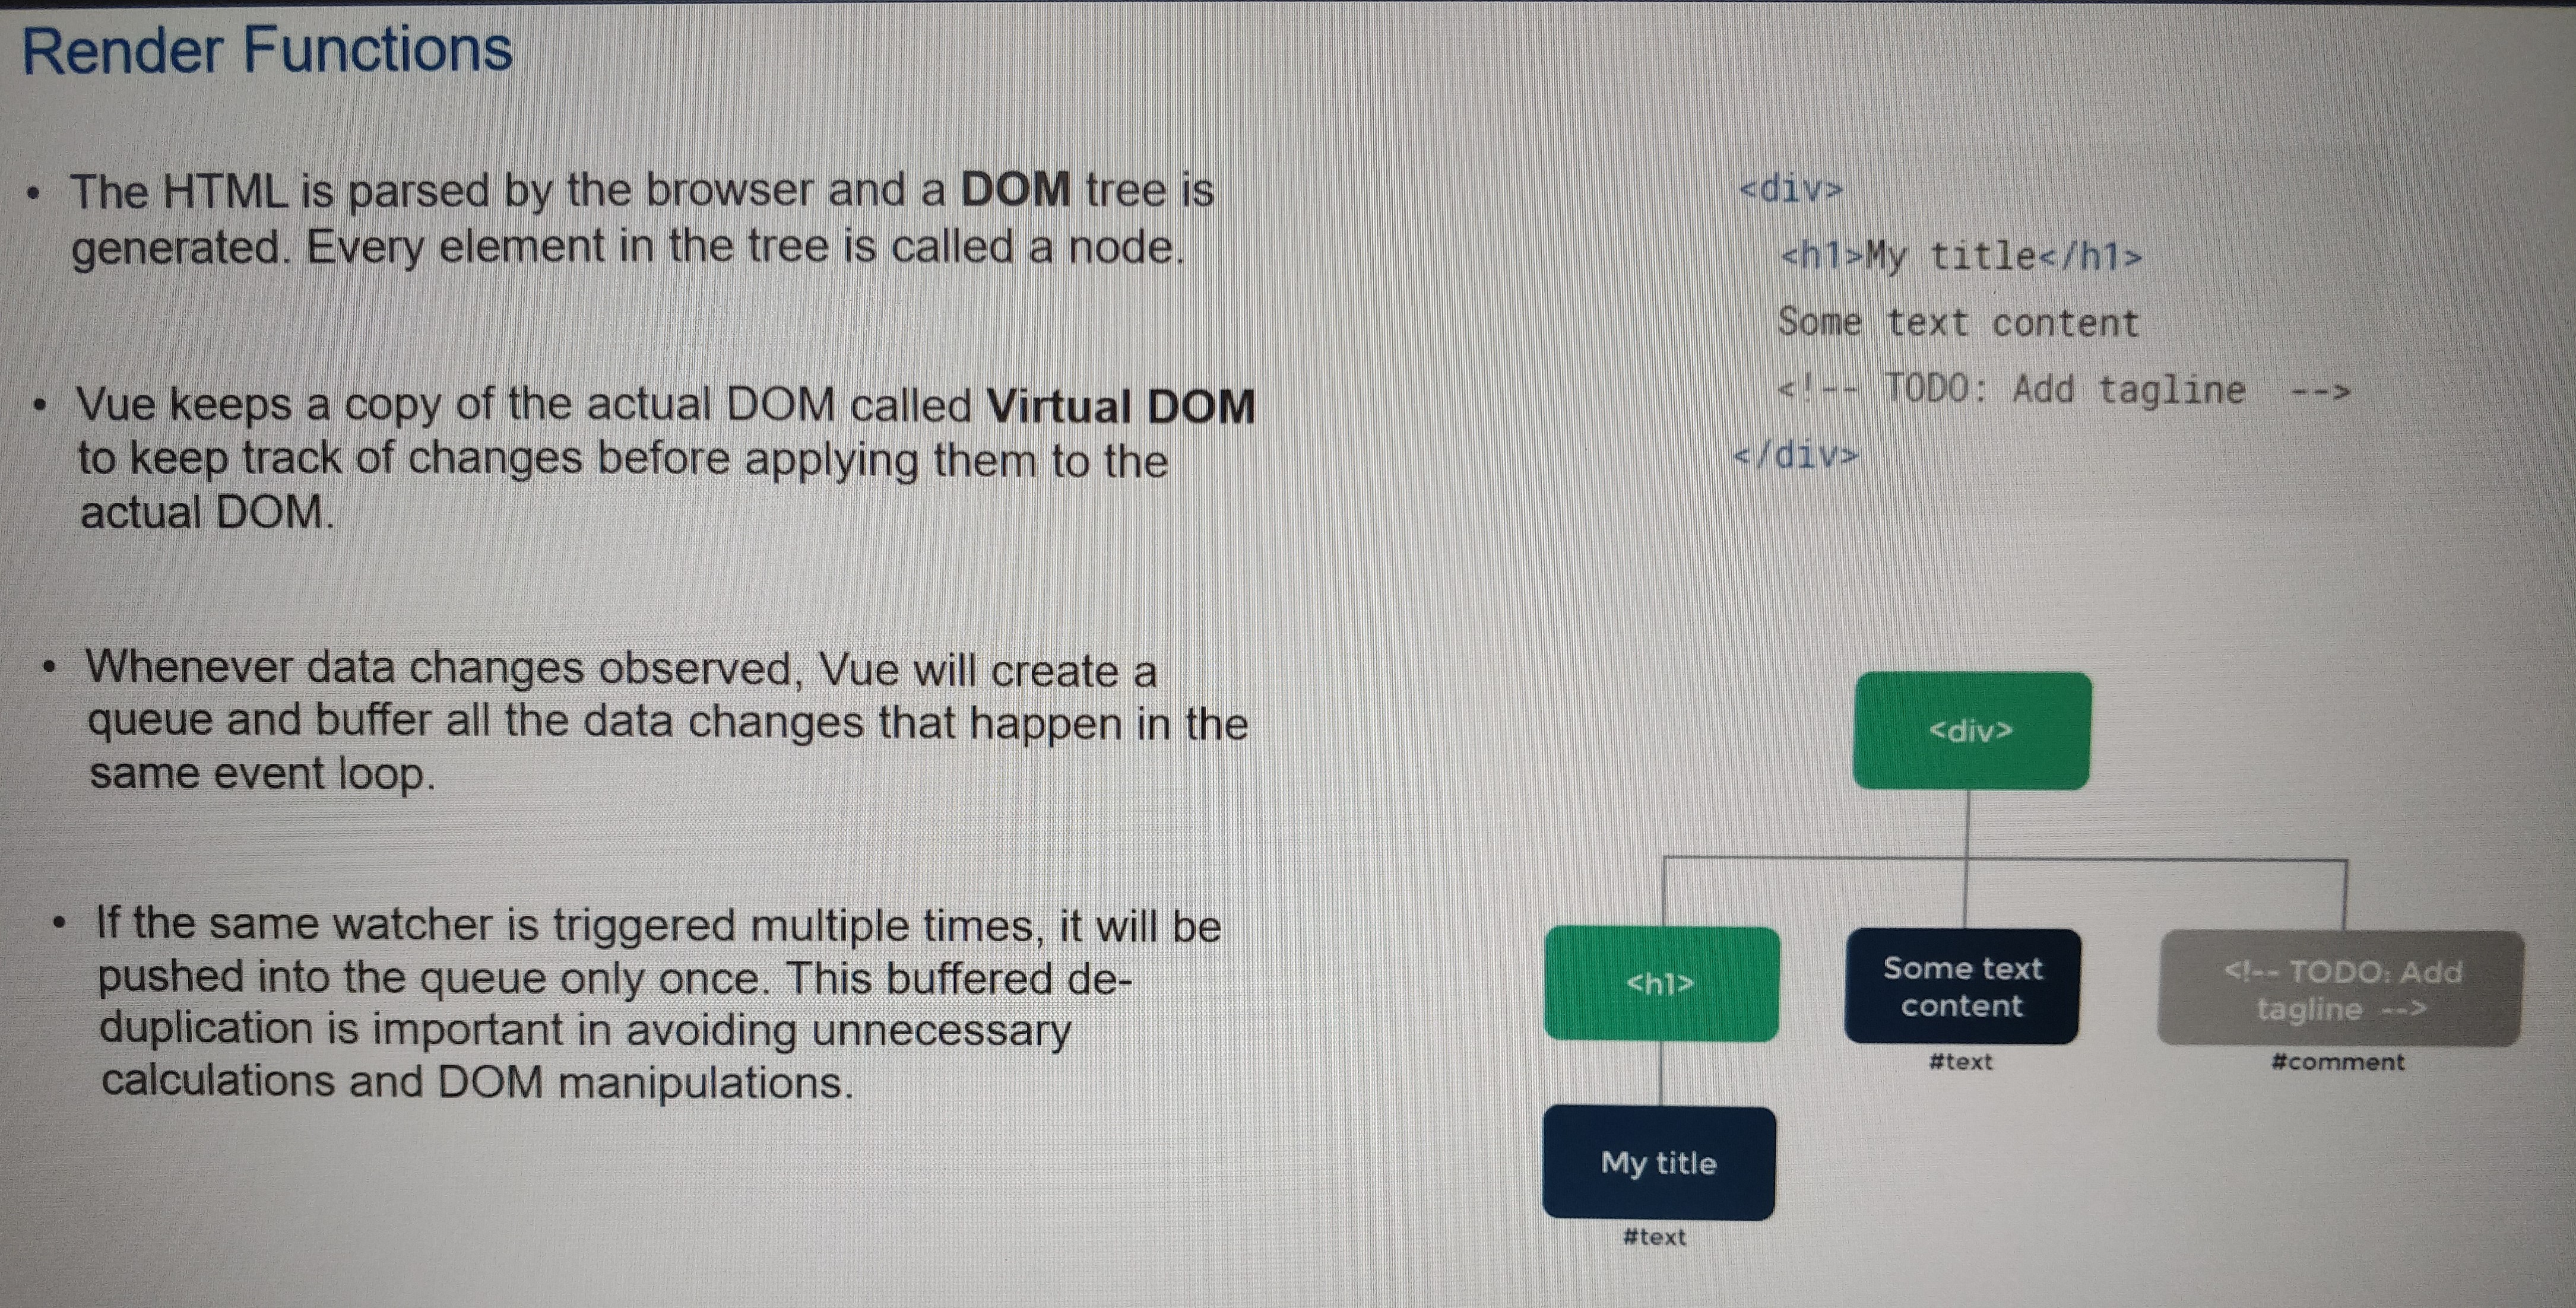 Render Functions
• The HTML is parsed by the browser and a DOM tree is
generated. Every element in the tree is called a node.
• Vue keeps a copy of the actual DOM called Virtual DOM
to keep track of changes before applying them to the
actual DOM.
• Whenever data changes observed, Vue will create a
queue and buffer all the data changes that happen in the
same event loop.
• If the same watcher is triggered multiple times, it will be
pushed into the queue only once. This buffered de-
duplication is important in avoiding unnecessary
calculations and DOM manipulations.
<div>
<h1>My title</h1>
Some text content
<!-- TODO: Add tagline -->
</div>
<div>
<h1>
Some text
content
#text
<!-- TODO: Add
tagline -->
#comment
My title
#text